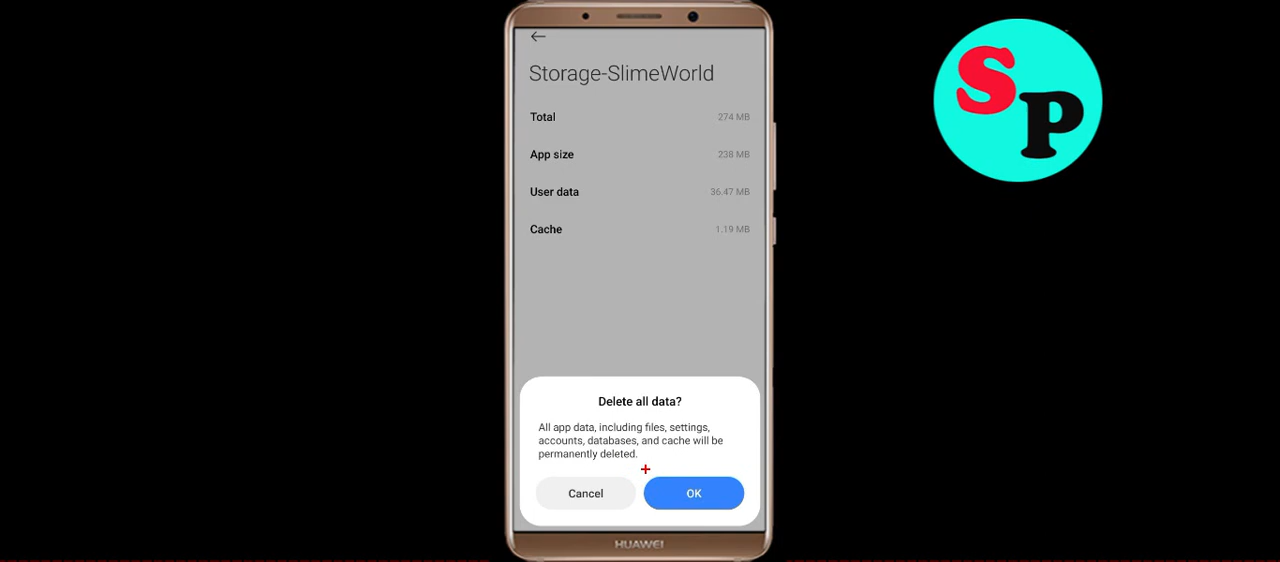 Storage-SlimeWorld
Total 274 MB
App size 238 MB
User data 36.47 MB
Cache 1.19 MB
Delete all data?
All app data, including files, settings,
accounts, databases, and cache will be
permanently deleted.
Cancel OK
HUAWEI
SP